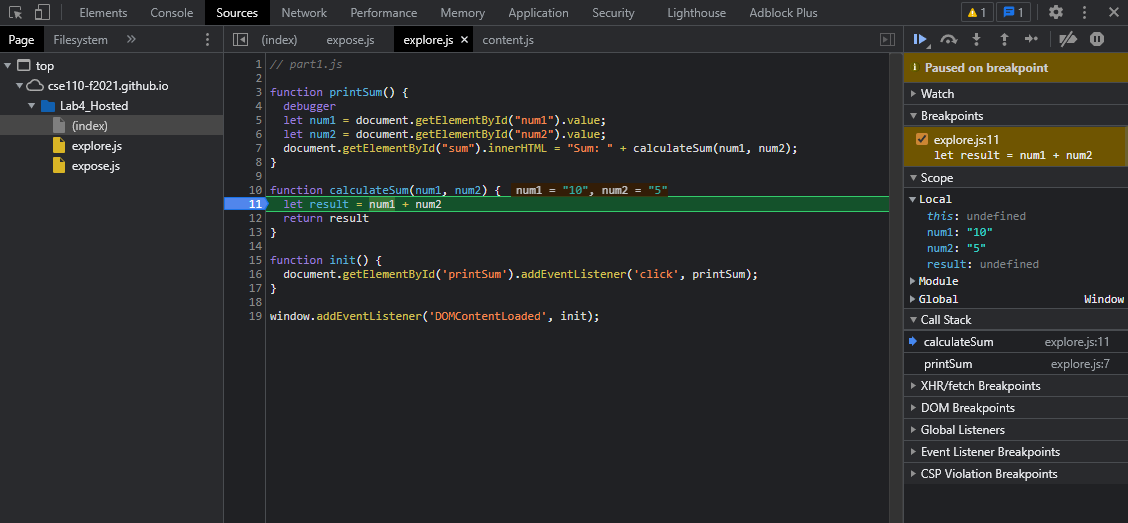 Elements Console Sources Network Performance Memory Application Security Lighthouse Adblock Plus 1 1
Page Filesystem
top
cse110-f2021.github.io
Lab4_Hosted
(index)
explore.js
expose.js
(index) expose.js explore.js content.js
1 // part1.js
2
3 function printSum() {
4   debugger
5   let num1 = document.getElementById("num1").value;
6   let num2 = document.getElementById("num2").value;
7   document.getElementById("sum").innerHTML = "Sum: " + calculateSum(num1, num2);
8 }
9
10 function calculateSum(num1, num2) { num1 = "10", num2 = "5"
11   let result = num1 + num2
12   return result
13 }
14
15 function init() {
16   document.getElementById('printSum').addEventListener('click', printSum);
17 }
18
19 window.addEventListener('DOMContentLoaded', init);
Paused on breakpoint
Watch
Breakpoints
explore.js:11
let result = num1 + num2
Scope
Local
this: undefined
num1: "10"
num2: "5"
result: undefined
Module
Global Window
Call Stack
calculateSum explore.js:11
printSum explore.js:7
XHR/fetch Breakpoints
DOM Breakpoints
Global Listeners
Event Listener Breakpoints
CSP Violation Breakpoints